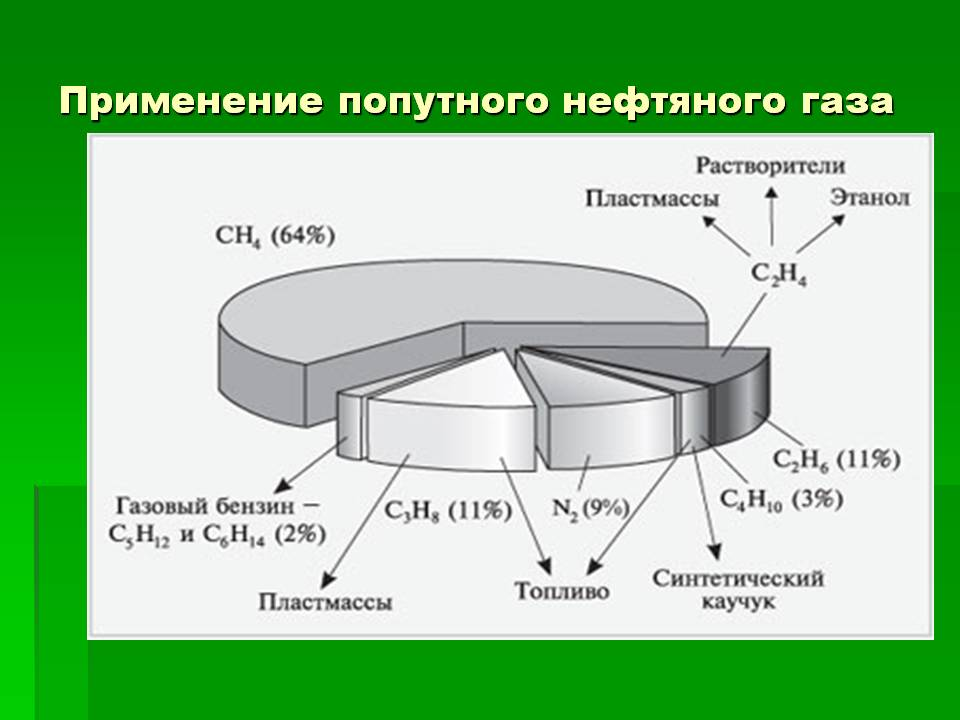 Применение попутного нефтяного газа
Растворители
Пластмассы
Этанол
CH₄ (64%)
C₂H₄
C₂H₆ (11%)
Газовый бензин –
C₅H₁₂ и C₆H₁₄ (2%)
C₃H₈ (11%)
N₂ (9%)
C₄H₁₀ (3%)
Пластмассы
Топливо
Синтетический
каучук